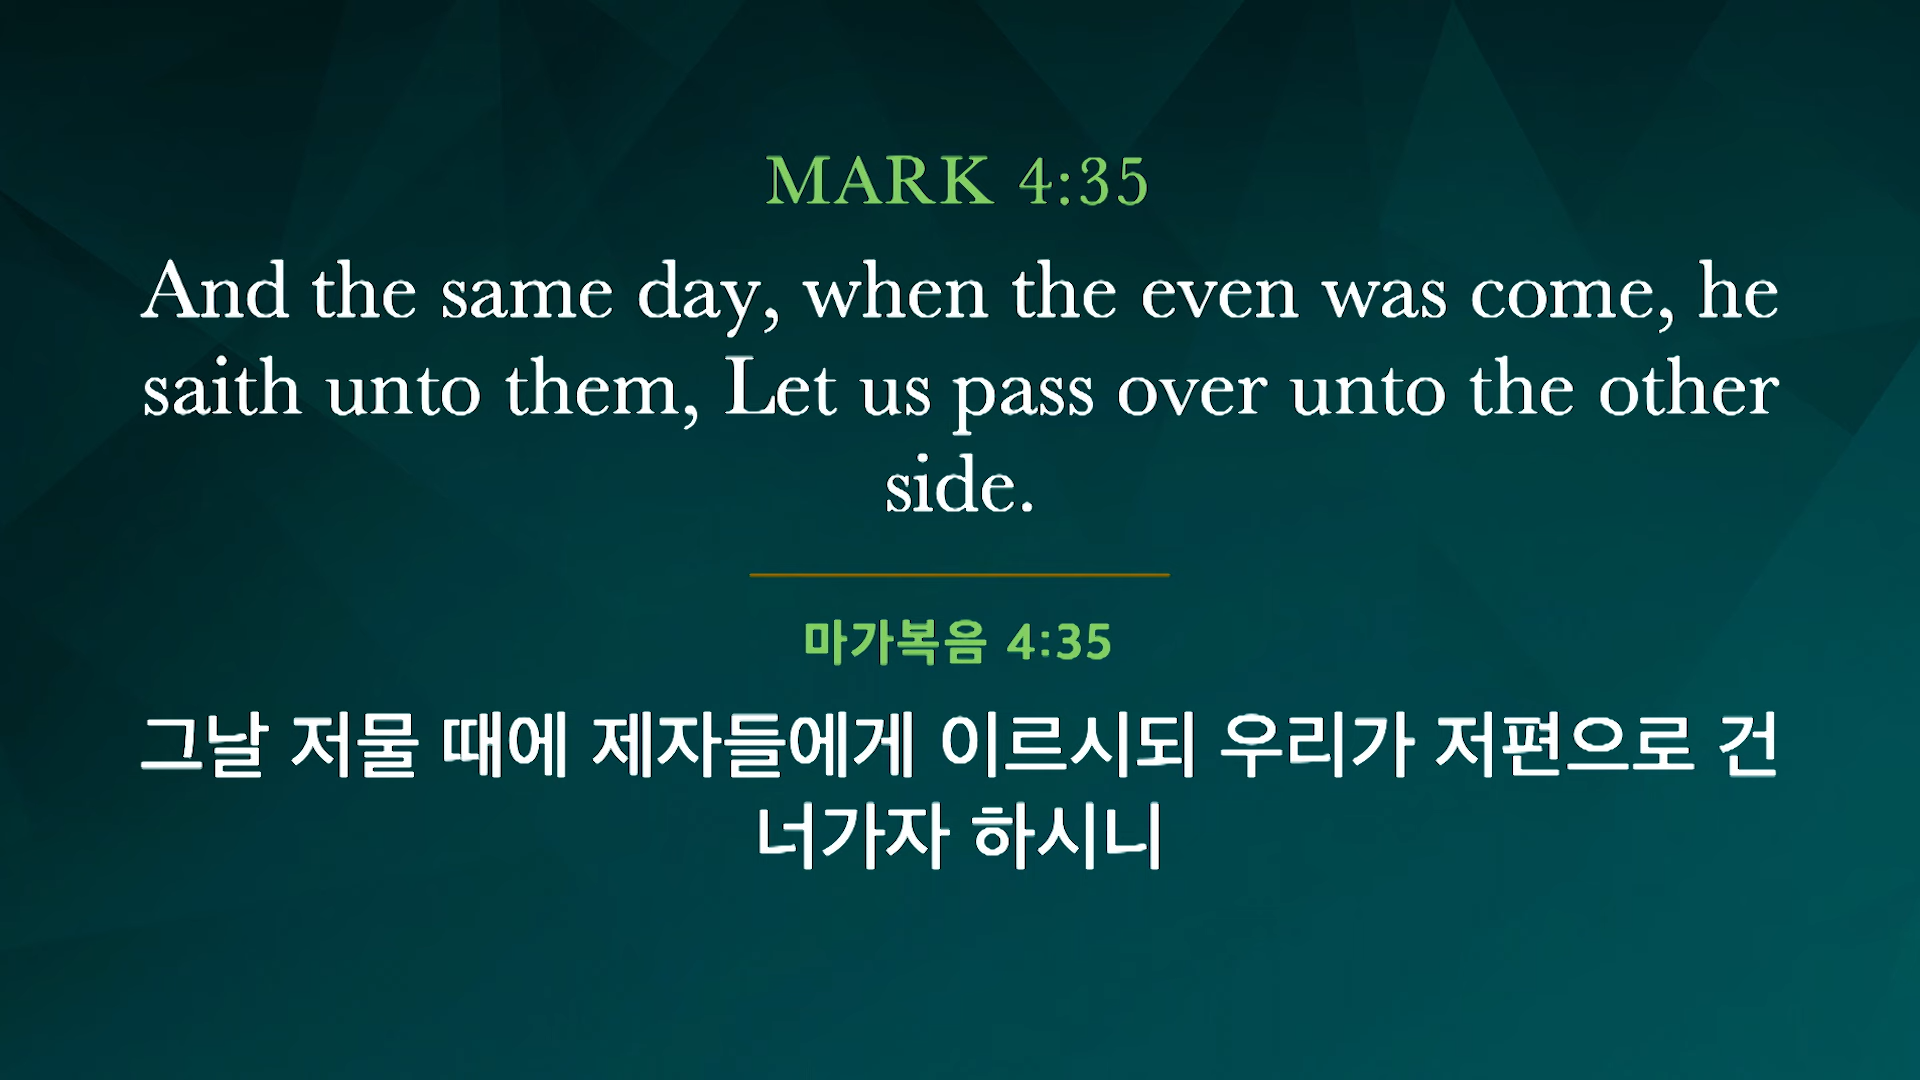 MARK 4:35
And the same day, when the even was come, he
saith unto them, Let us pass over unto the other
side.
마가복음 4:35
그날 저물 때에 제자들에게 이르시되 우리가 저편으로 건
너가자 하시니